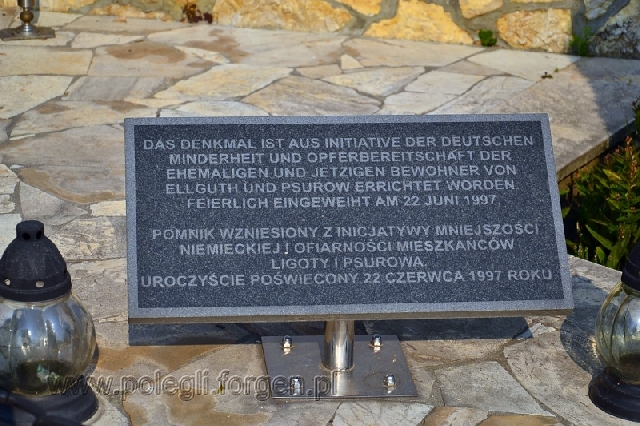 DAS DENKMAL IST AUS INITIATIVE DER DEUTSCHEN
MINDERHEIT UND OPFERBEREITSCHAFT DER
EHEMALIGEN UND JETZIGEN BEWOHNER VON
ELLGUTH UND PSUROW ERRICHTET WORDEN
FEIERLICH EINGEWEIHT AM 22 JUNI 1997
POMNIK WZNIESIONY Z INICJATYWY MNIEJSZOŚCI
NIEMIECKIEJ I OFIARNOŚCI MIESZKAŃCÓW
LIGOTY I PSUROWA.
UROCZYŚCIE POŚWIĘCONY 22 CZERWCA 1997 ROKU
www.polegli.forgen.pl